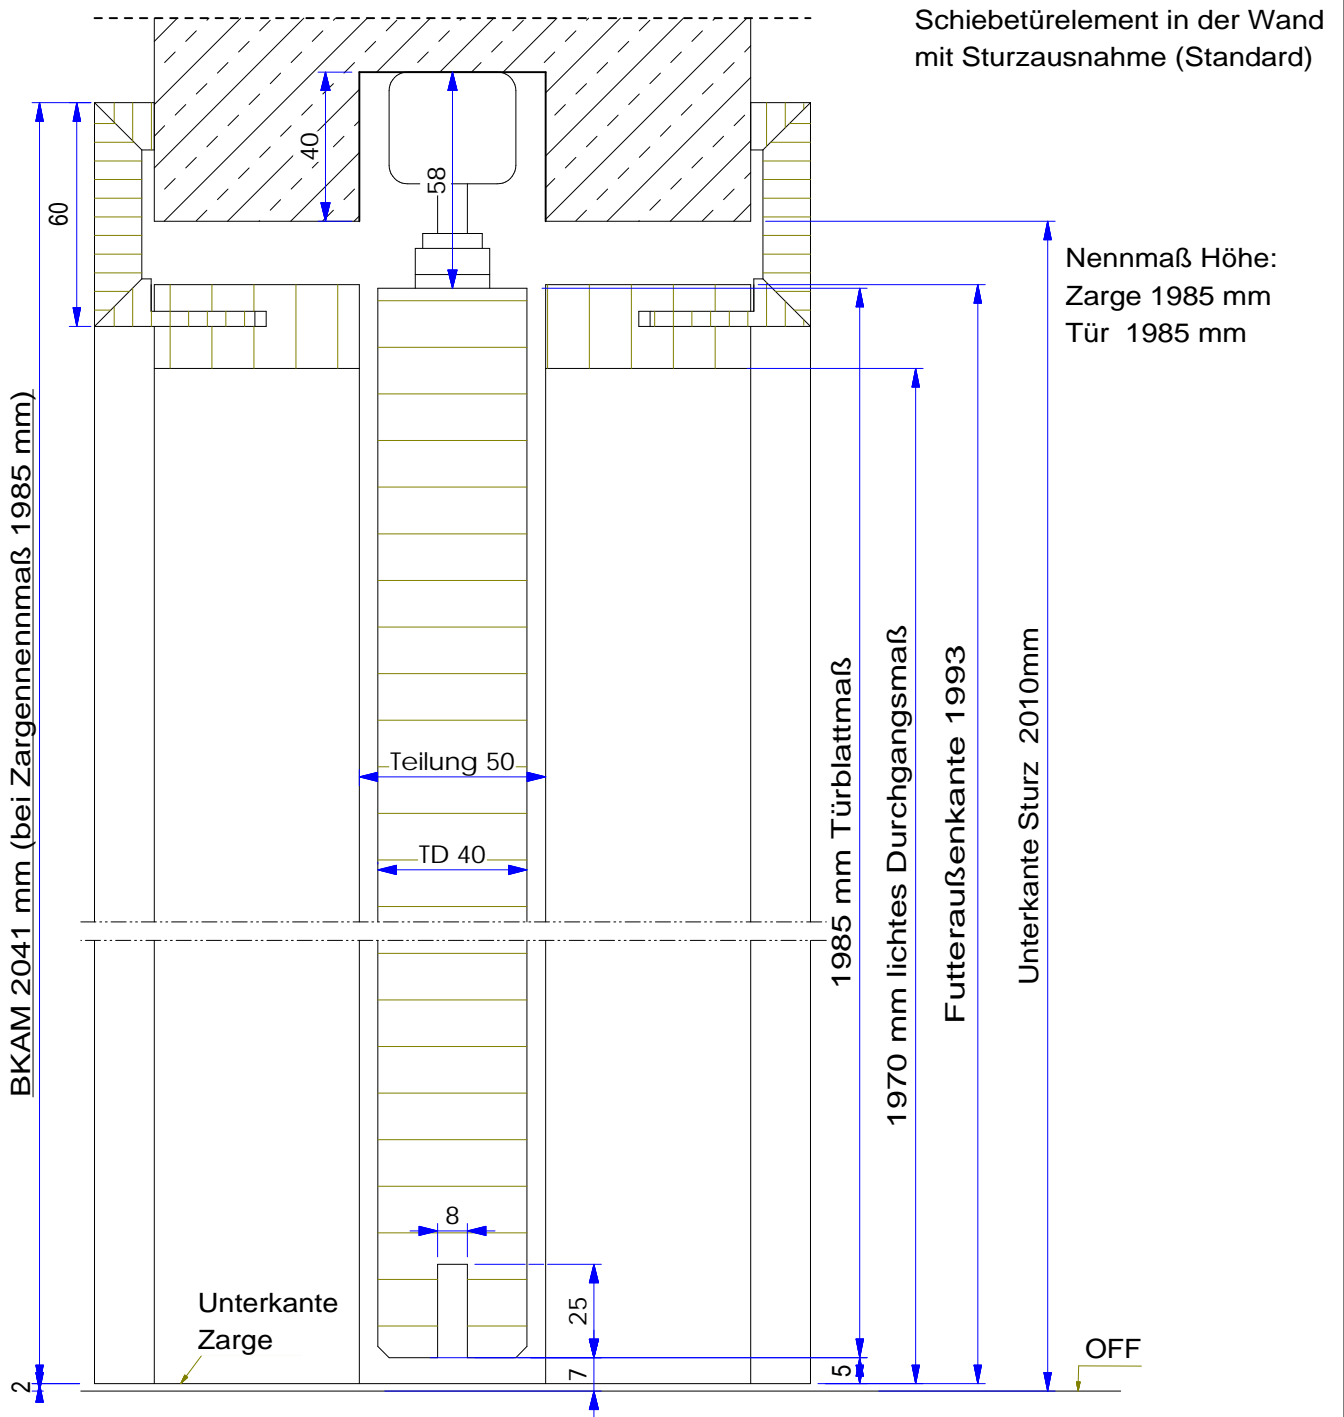 Schiebetürelement in der Wand
mit Sturzausnahme (Standard)
40
58
60
Nennmaß Höhe:
Zarge 1985 mm
Tür 1985 mm
BKAM 2041 mm (bei Zargennennmaß 1985 mm)
1985 mm Türblattmaß
1970 mm lichtes Durchgangsmaß
Futteraußenkante 1993
Unterkante Sturz 2010mm
Teilung 50
TD 40
8
25
7
5
2
Unterkante
Zarge
OFF